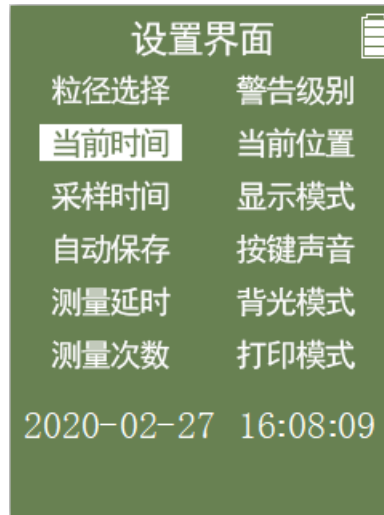 设置界面
粒径选择 警告级别
当前时间 当前位置
采样时间 显示模式
自动保存 按键声音
测量延时 背光模式
测量次数 打印模式
2020-02-27 16:08:09